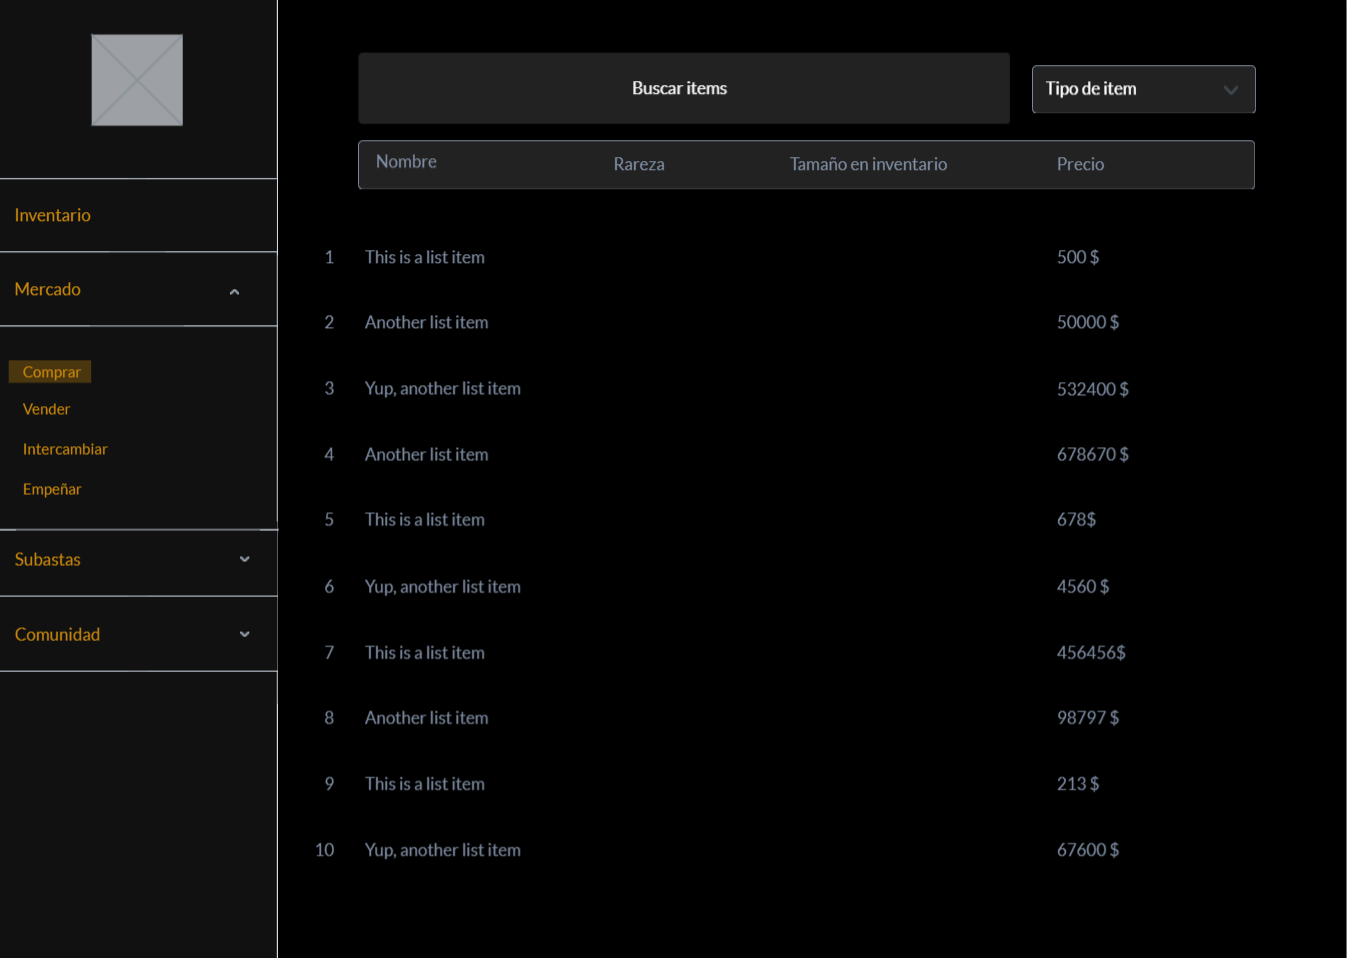 Inventario
Mercado
Comprar
Vender
Intercambiar
Empeñar
Subastas
Comunidad
Buscar items
Tipo de item
Nombre Rareza Tamaño en inventario Precio
1 This is a list item 500 $
2 Another list item 50000 $
3 Yup, another list item 532400 $
4 Another list item 678670 $
5 This is a list item 678$
6 Yup, another list item 4560 $
7 This is a list item 456456$
8 Another list item 98797 $
9 This is a list item 213 $
10 Yup, another list item 67600 $